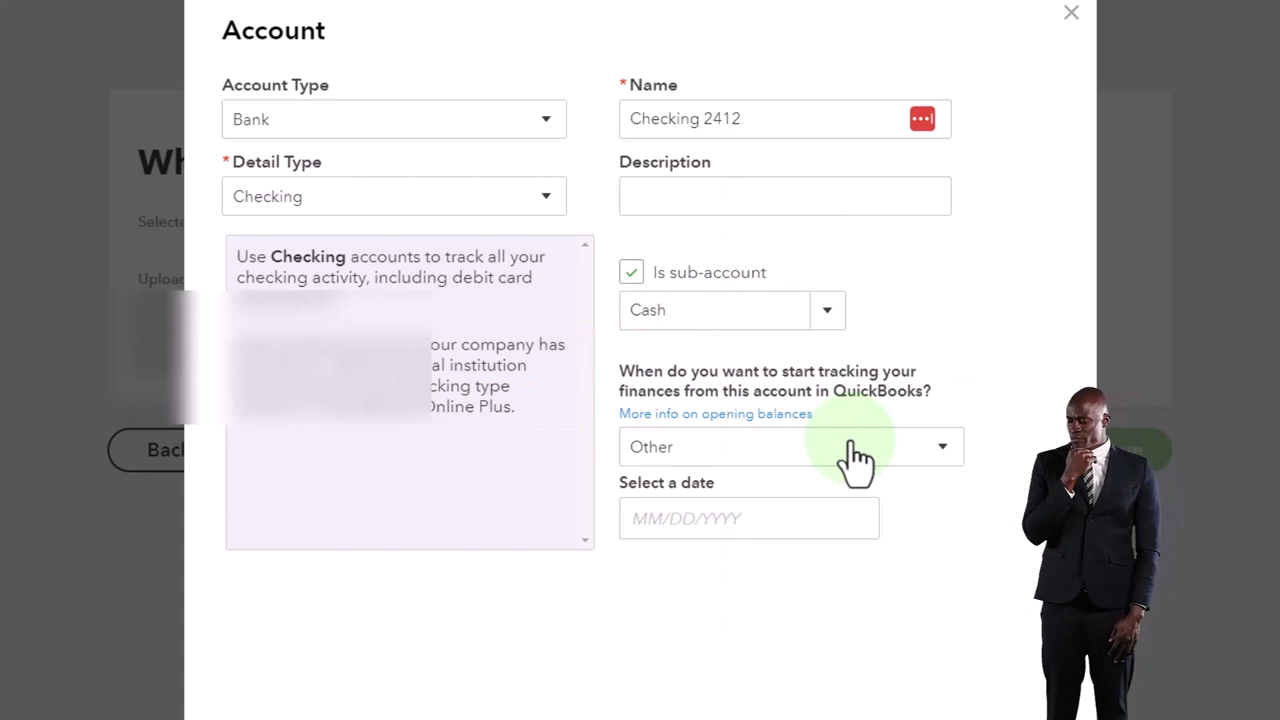 Account
Account Type
Bank
* Detail Type
Checking
Use Checking accounts to track all your
checking activity, including debit card
our company has
al institution
cking type
Online Plus.
* Name
Checking 2412
Description
Is sub-account
Cash
When do you want to start tracking your
finances from this account in QuickBooks?
More info on opening balances
Other
Select a date
MM/DD/YYYY
Wh
Selecte
Upload
Bac